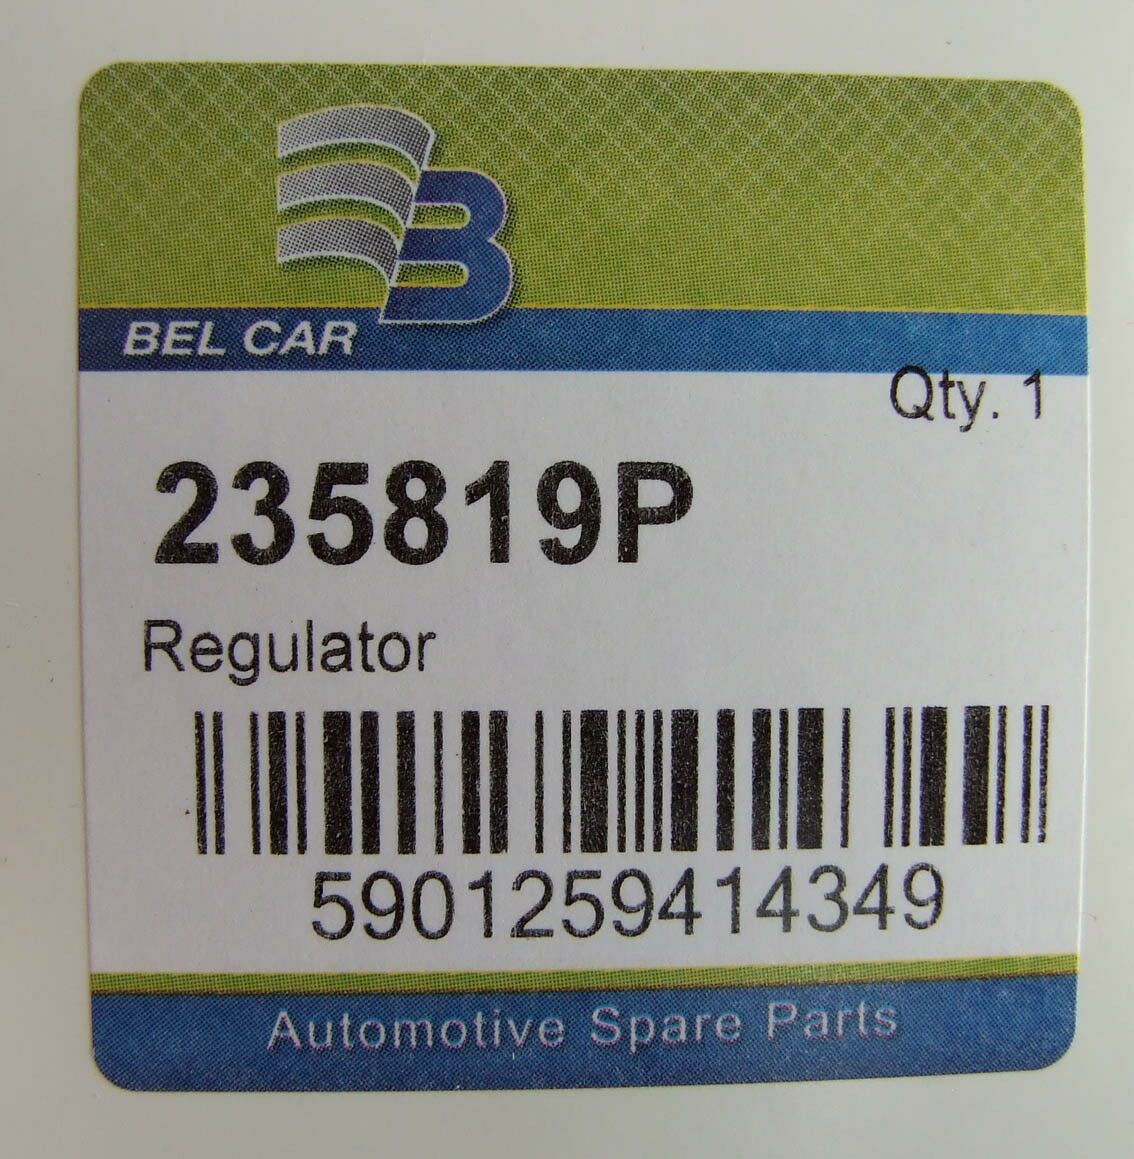 B
BEL CAR
Qty. 1
235819P
Regulator
5901259414349
Automotive Spare Parts